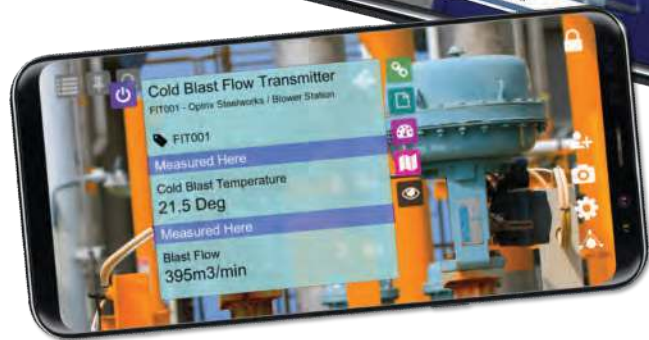 Cold Blast Flow Transmitter
FIT001 - Optrix Steelworks / Blower Station
FIT001
Measured Here
Cold Blast Temperature
21.5 Deg
Measured Here
Blast Flow
395m3/min